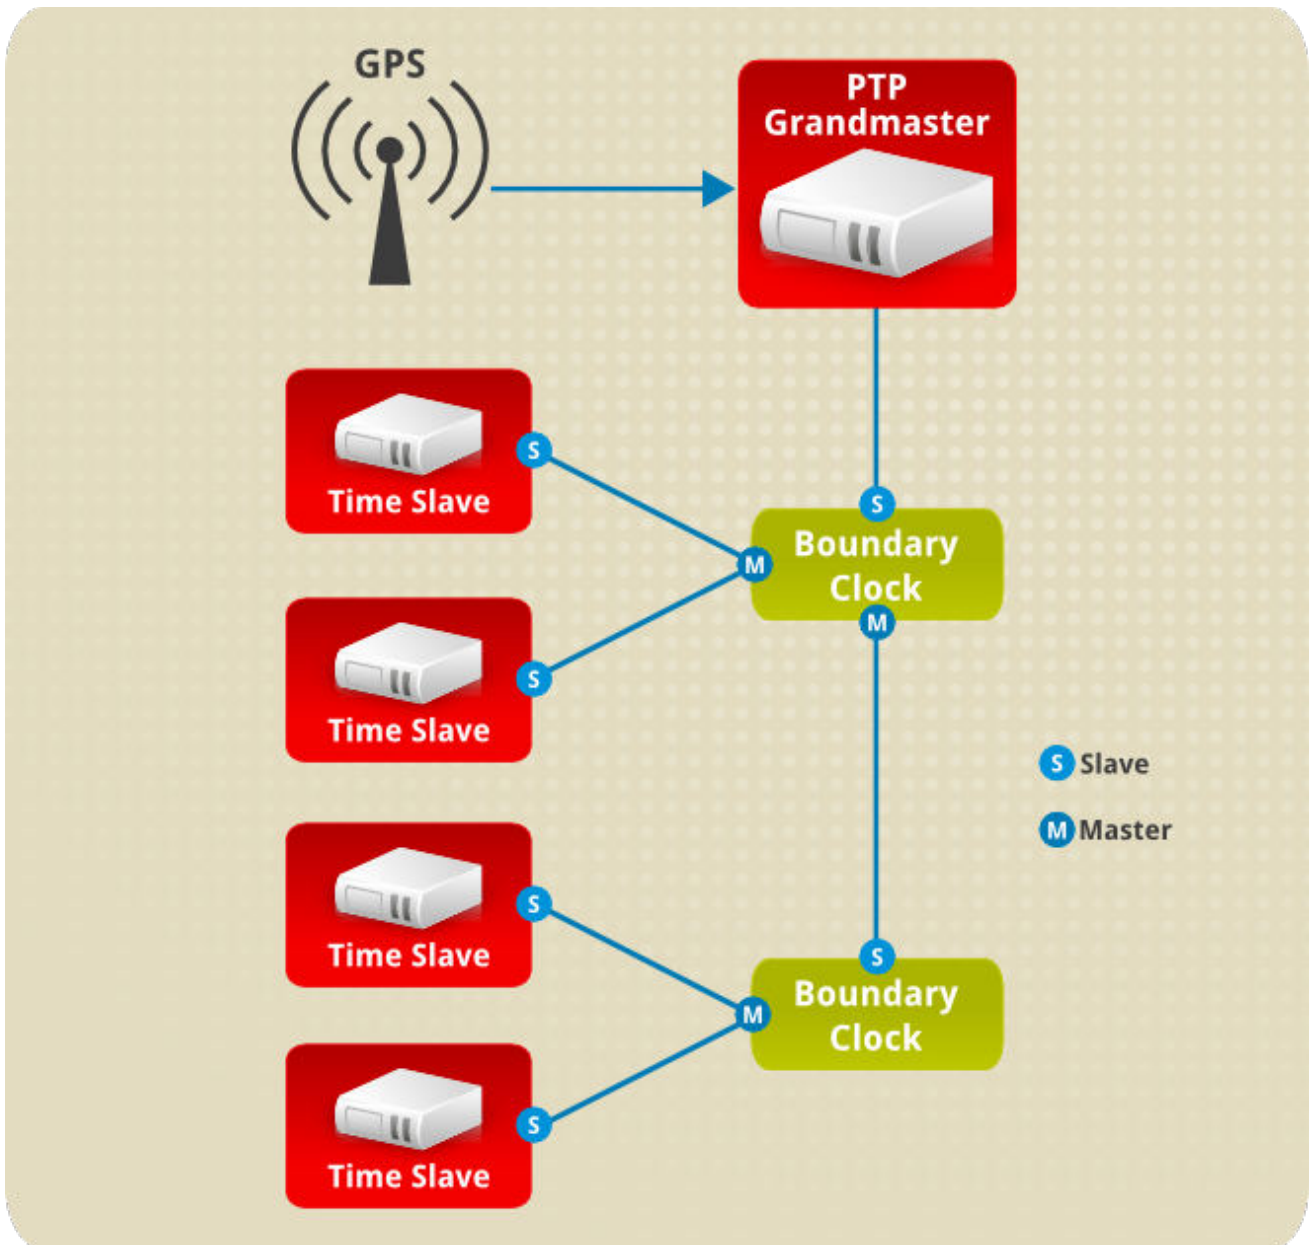 GPS
PTP
Grandmaster
S
Time Slave
S
Boundary
Clock
M
M
S
Time Slave
S Slave
M Master
S
Time Slave
S
Boundary
Clock
M
S
Time Slave